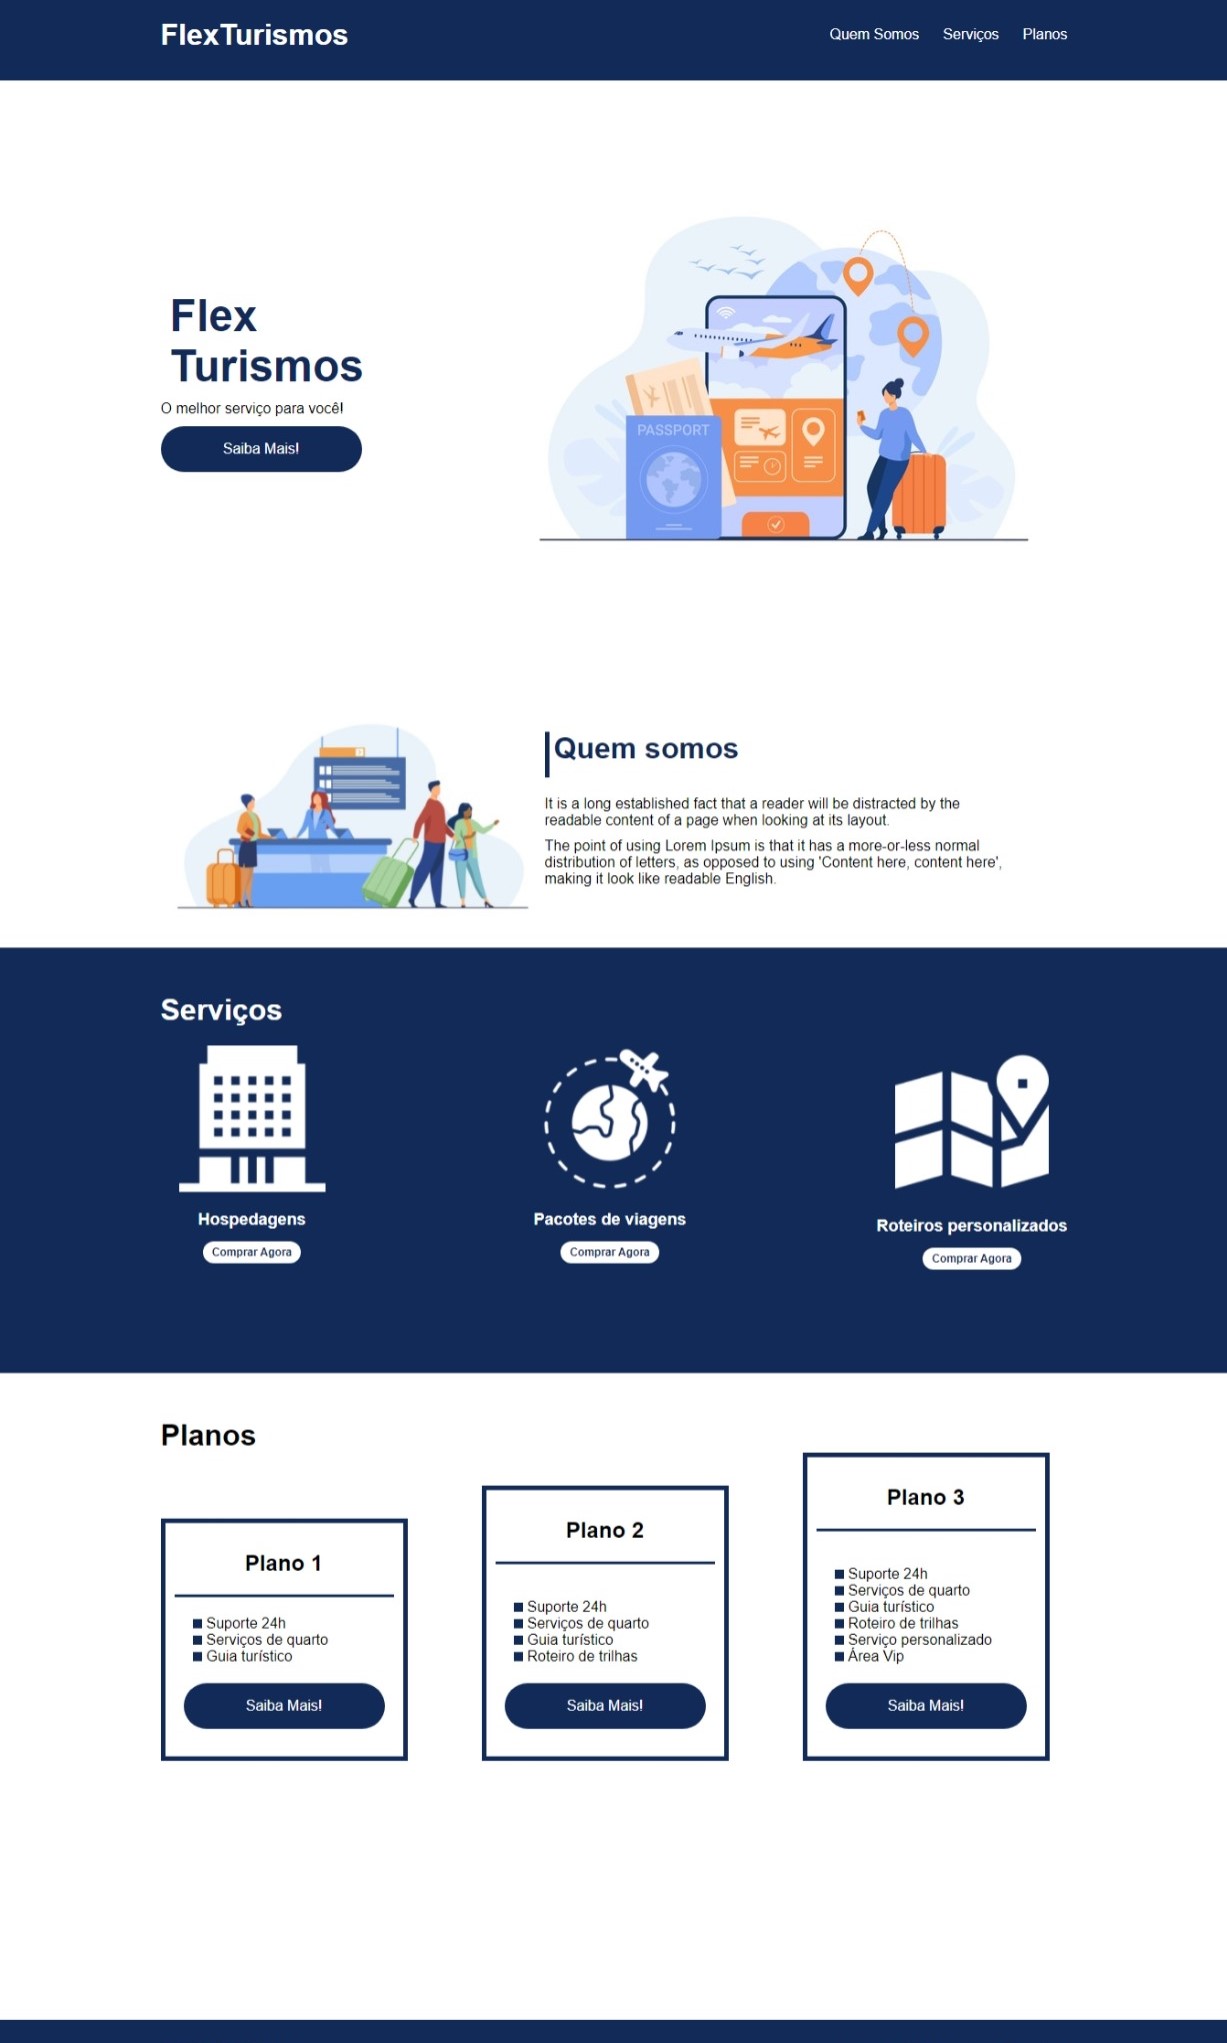 FlexTurismos
Quem Somos
Serviços
Planos
Flex
Turismos
O melhor serviço para você!
Saiba Mais!
PASSPORT
Quem somos
It is a long established fact that a reader will be distracted by the
readable content of a page when looking at its layout.
The point of using Lorem Ipsum is that it has a more-or-less normal
distribution of letters, as opposed to using 'Content here, content here',
making it look like readable English.
Serviços
Hospedagens
Comprar Agora
Pacotes de viagens
Comprar Agora
Roteiros personalizados
Comprar Agora
Planos
Plano 1
Suporte 24h
Serviços de quarto
Guia turístico
Saiba Mais!
Plano 2
Suporte 24h
Serviços de quarto
Guia turístico
Roteiro de trilhas
Saiba Mais!
Plano 3
Suporte 24h
Serviços de quarto
Guia turístico
Roteiro de trilhas
Serviço personalizado
Área Vip
Saiba Mais!